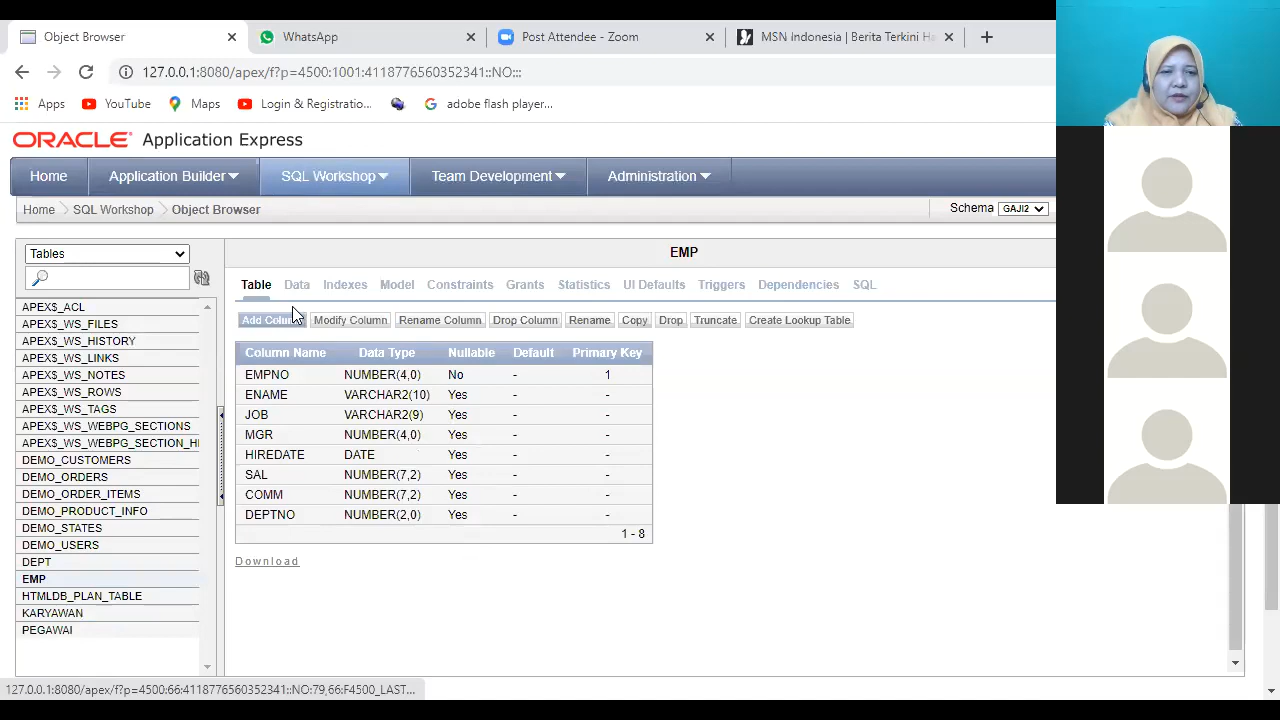 Object Browser
WhatsApp
Post Attendee - Zoom
MSN Indonesia | Berita Terkini Ha
127.0.0.1:8080/apex/f?p=4500:1001:4118776560352341::NO:::
Apps
YouTube
Maps
Login & Registratio...
adobe flash player...
ORACLE Application Express
Home
Application Builder
SQL Workshop
Team Development
Administration
Home
SQL Workshop
Object Browser
Schema
GAJI2
Tables
EMP
Table
Data
Indexes
Model
Constraints
Grants
Statistics
UI Defaults
Triggers
Dependencies
SQL
Modify Column
Rename Column
Drop Column
Rename
Copy
Drop
Truncate
Create Lookup Table
APEX$_ACL
APEX$_WS_FILES
APEX$_WS_HISTORY
APEX$_WS_LINKS
APEX$_WS_NOTES
APEX$_WS_ROWS
APEX$_WS_TAGS
APEX$_WS_WEBPG_SECTIONS
APEX$_WS_WEBPG_SECTION_HI
DEMO_CUSTOMERS
DEMO_ORDERS
DEMO_ORDER_ITEMS
DEMO_PRODUCT_INFO
DEMO_STATES
DEMO_USERS
DEPT
EMP
HTMLDB_PLAN_TABLE
KARYAWAN
PEGAWAI
Column Name Data Type Nullable Default Primary Key
EMPNO NUMBER(4,0) No - 1
ENAME VARCHAR2(10) Yes - -
JOB VARCHAR2(9) Yes - -
MGR NUMBER(4,0) Yes - -
HIREDATE DATE Yes - -
SAL NUMBER(7,2) Yes - -
COMM NUMBER(7,2) Yes - -
DEPTNO NUMBER(2,0) Yes - -
1 - 8
Download
127.0.0.1:8080/apex/f?p=4500:66:4118776560352341::NO:79,66:F4500_LAST...